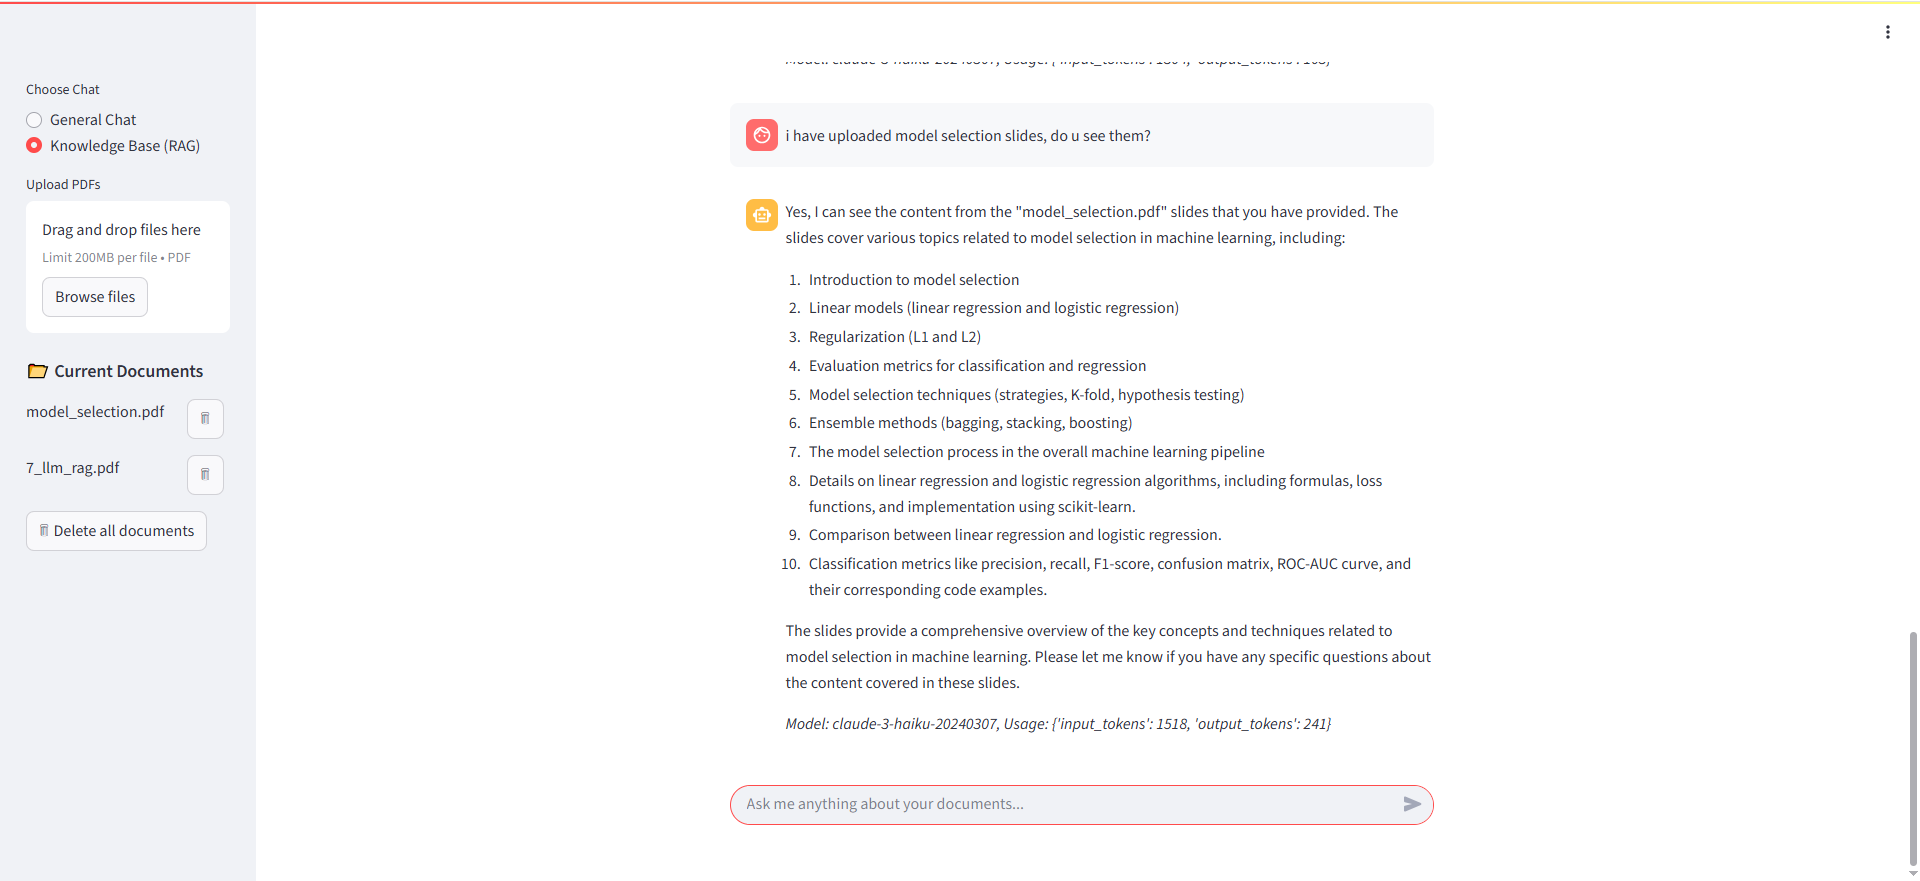 Choose Chat
General Chat
Knowledge Base (RAG)
Upload PDFs
Drag and drop files here
Limit 200MB per file • PDF
Browse files
Current Documents
model_selection.pdf
7_llm_rag.pdf
Delete all documents
Model: claude-3-haiku-20240307, Usage: {'input_tokens':
'output_tokens':
i have uploaded model selection slides, do u see them?
Yes, I can see the content from the "model_selection.pdf" slides that you have provided. The
slides cover various topics related to model selection in machine learning, including:
1. Introduction to model selection
2. Linear models (linear regression and logistic regression)
3. Regularization (L1 and L2)
4. Evaluation metrics for classification and regression
5. Model selection techniques (strategies, K-fold, hypothesis testing)
6. Ensemble methods (bagging, stacking, boosting)
7. The model selection process in the overall machine learning pipeline
8. Details on linear regression and logistic regression algorithms, including formulas, loss
functions, and implementation using scikit-learn.
9. Comparison between linear regression and logistic regression.
10. Classification metrics like precision, recall, F1-score, confusion matrix, ROC-AUC curve, and
their corresponding code examples.
The slides provide a comprehensive overview of the key concepts and techniques related to
model selection in machine learning. Please let me know if you have any specific questions about
the content covered in these slides.
Model: claude-3-haiku-20240307, Usage: {'input_tokens': 1518, 'output_tokens': 241}
Ask me anything about your documents...